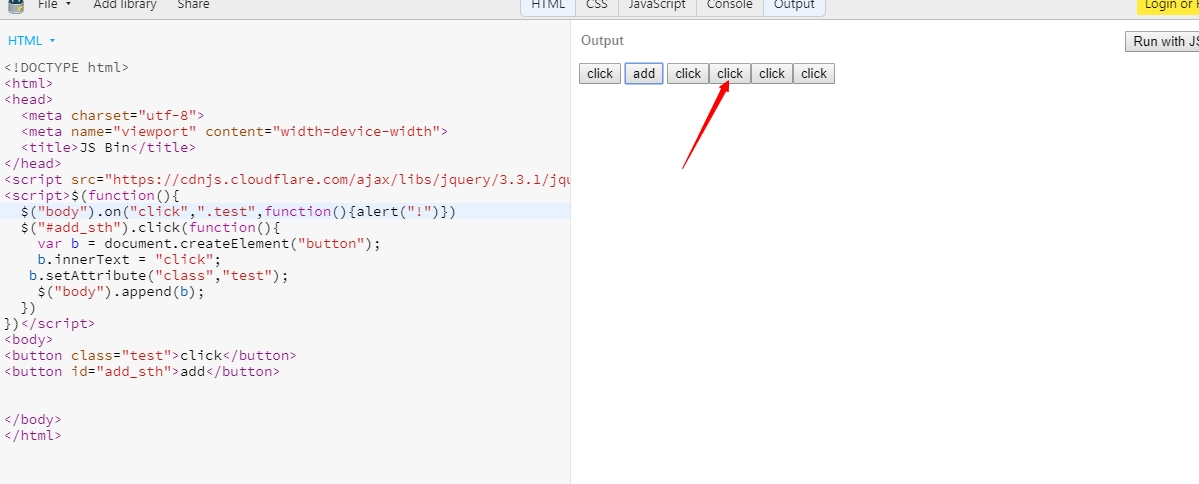 File Add library Share HTML CSS JavaScript Console Output Login or
HTML
<!DOCTYPE html>
<html>
<head>
<meta charset="utf-8">
<meta name="viewport" content="width=device-width">
<title>JS Bin</title>
</head>
<script src="https://cdnjs.cloudflare.com/ajax/libs/jquery/3.3.1/jqu
<script>$(function(){
$("body").on("click",".test",function(){alert("!")})
$("#add_sth").click(function(){
var b = document.createElement("button");
b.innerText = "click";
b.setAttribute("class","test");
$("body").append(b);
})
})</script>
<body>
<button class="test">click</button>
<button id="add_sth">add</button>
</body>
</html>
Output
Run with JS
click add click click click click